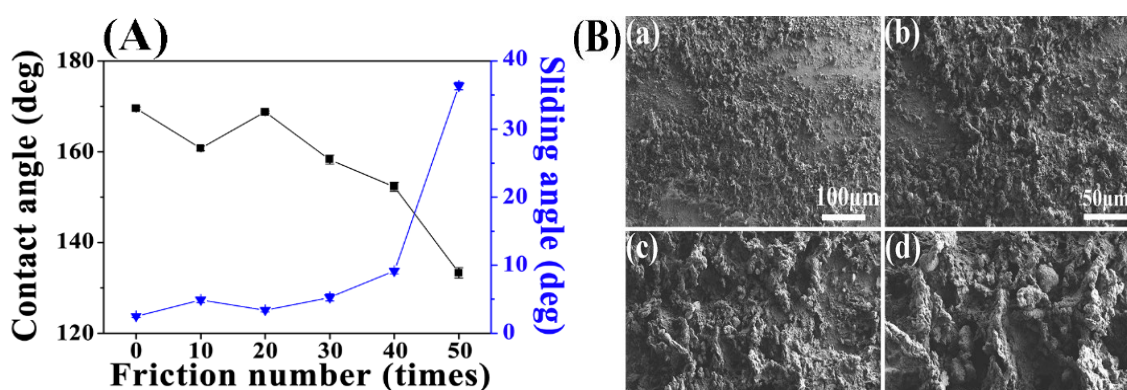 (A)
Contact angle (deg)
180
160
140
120
0 10 20 30 40 50
Friction number (times)
40
30
20
10
0
Sliding angle (deg)
(B)
(a)
100μm
(b)
50μm
(c)
(d)